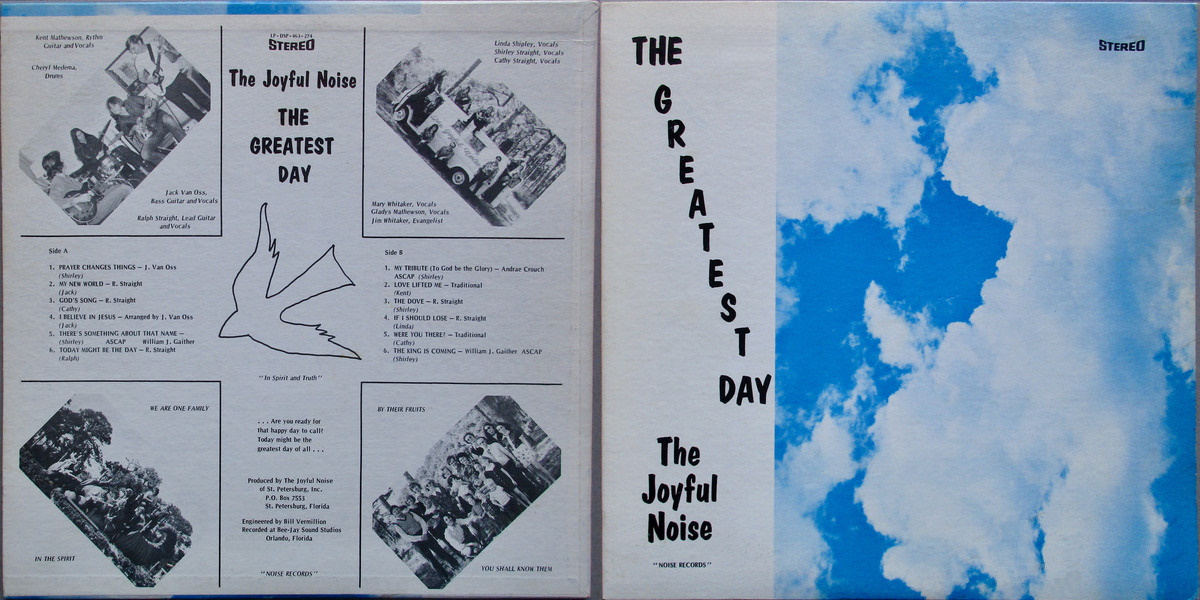 Kent Mathewson, Rythm
Guitar and Vocals
Cheryl Medema,
Drums
Jack Van Oss,
Bass Guitar and Vocals
Ralph Straight, Lead Guitar
and Vocals
LP-DSP-463-274
STEREO
The Joyful Noise
THE
GREATEST
DAY
Linda Shipley, Vocals
Shirley Straight, Vocals
Cathy Straight, Vocals
Mary Whitaker, Vocals
Gladys Mathewson, Vocals
Jim Whitaker, Evangelist
Side A
1. PRAYER CHANGES THINGS – J. Van Oss
(Shirley)
2. MY NEW WORLD – R. Straight
(Jack)
3. GOD'S SONG – R. Straight
(Cathy)
4. I BELIEVE IN JESUS – Arranged by J. Van Oss
(Jack)
5. THERE'S SOMETHING ABOUT THAT NAME –
(Shirley) ASCAP William J. Gaither
6. TODAY MIGHT BE THE DAY – R. Straight
(Ralph)
Side B
1. MY TRIBUTE (To God be the Glory) – Andrae Crouch
ASCAP (Shirley)
2. LOVE LIFTED ME – Traditional
(Kent)
3. THE DOVE – R. Straight
(Shirley)
4. IF I SHOULD LOSE – R. Straight
(Linda)
5. WERE YOU THERE? – Traditional
(Cathy)
6. THE KING IS COMING – William J. Gaither ASCAP
(Shirley)
"In Spirit and Truth"
WE ARE ONE FAMILY
IN THE SPIRIT
. . . Are you ready for
that happy day to call?
Today might be the
greatest day of all . . .
Produced by The Joyful Noise
of St. Petersburg, Inc.
P.O. Box 7553
St. Petersburg, Florida
Engineered by Bill Vermillion
Recorded at Bee-Jay Sound Studios
Orlando, Florida
"NOISE RECORDS"
BY THEIR FRUITS
YOU SHALL KNOW THEM
THE
GREATEST
DAY
STEREO
The
Joyful
Noise
"NOISE RECORDS"